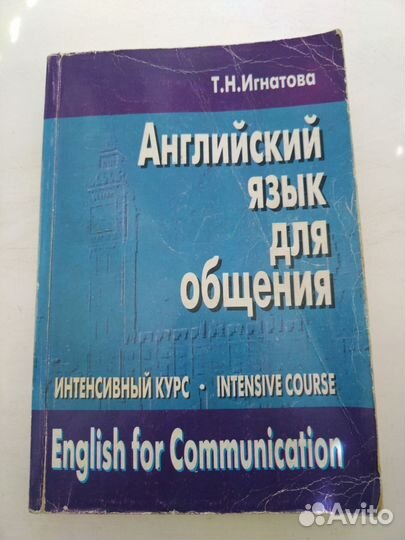 Т.Н.Игнатова
Английский
язык
для
общения
ИНТЕНСИВНЫЙ КУРС • INTENSIVE COURSE
English for Communication
Avito